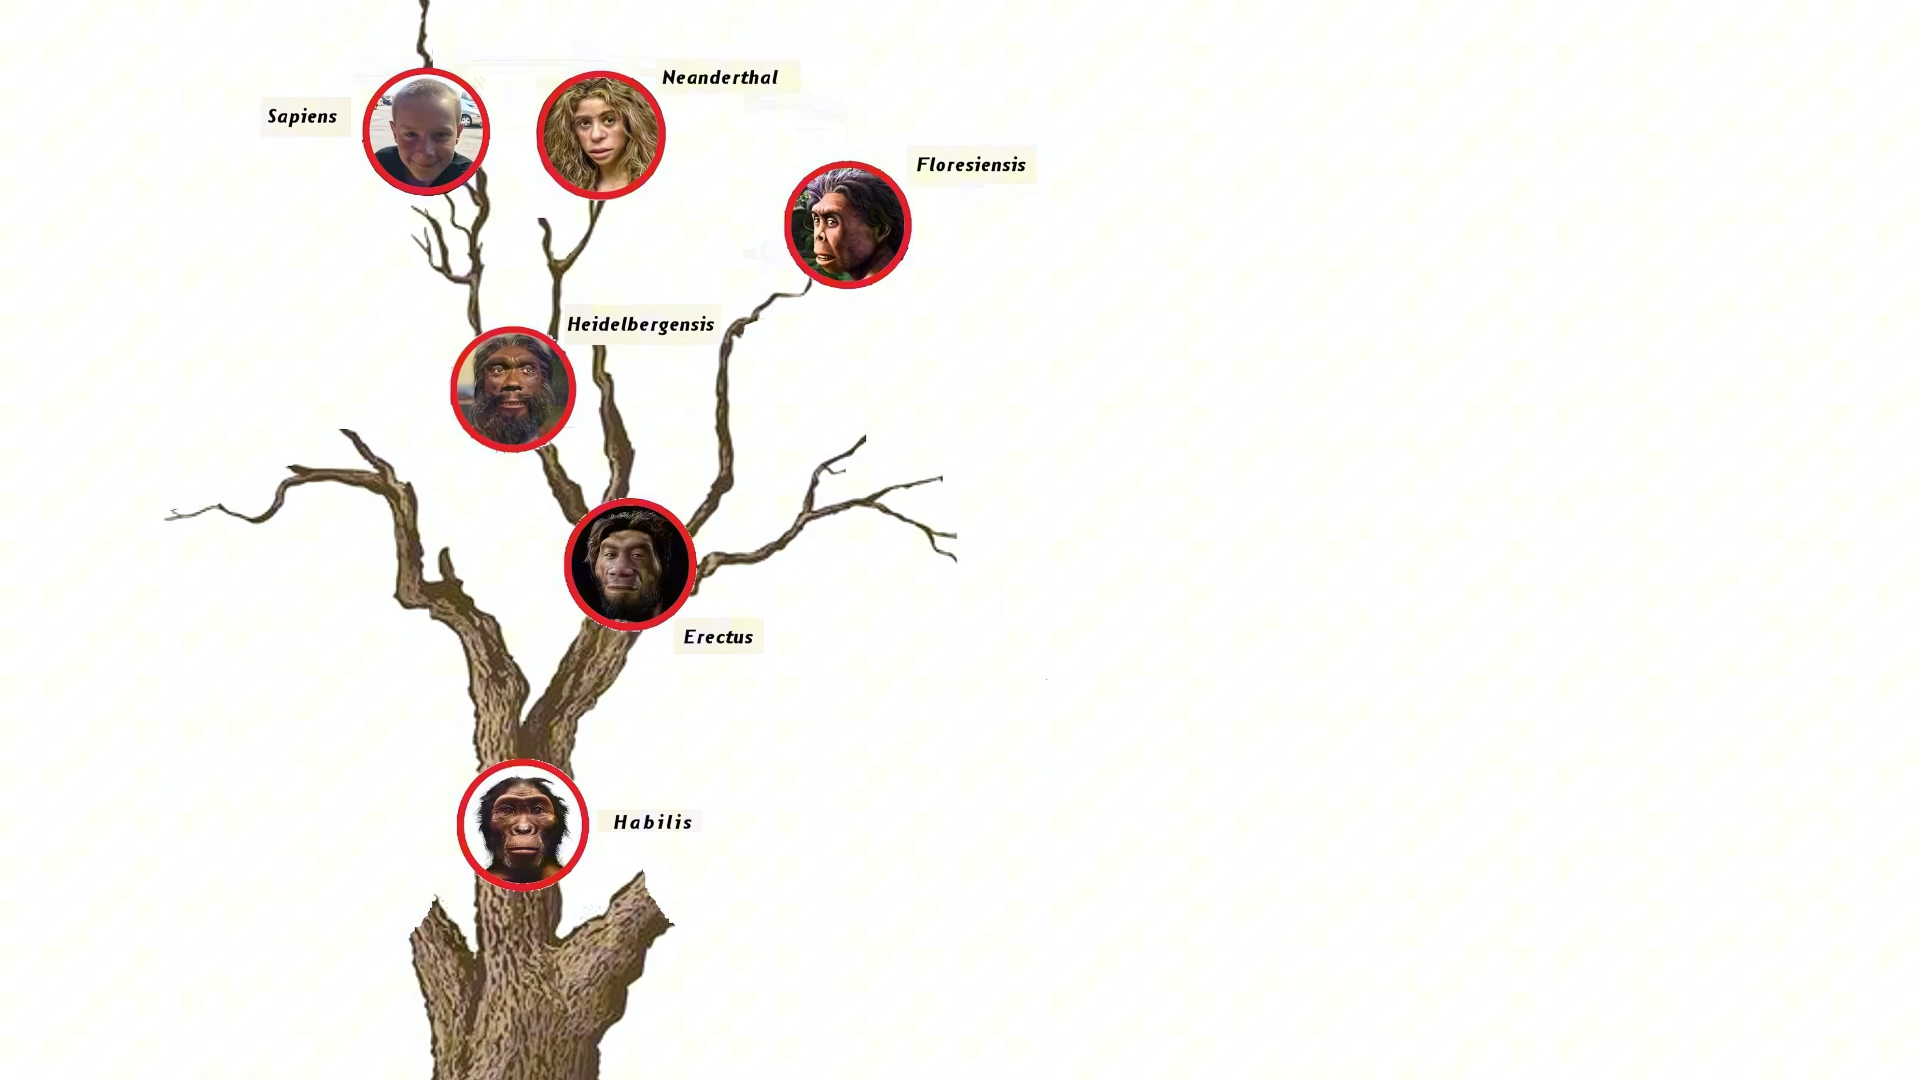 Neanderthal
Sapiens
Floresiensis
Heidelbergensis
Erectus
Habilis